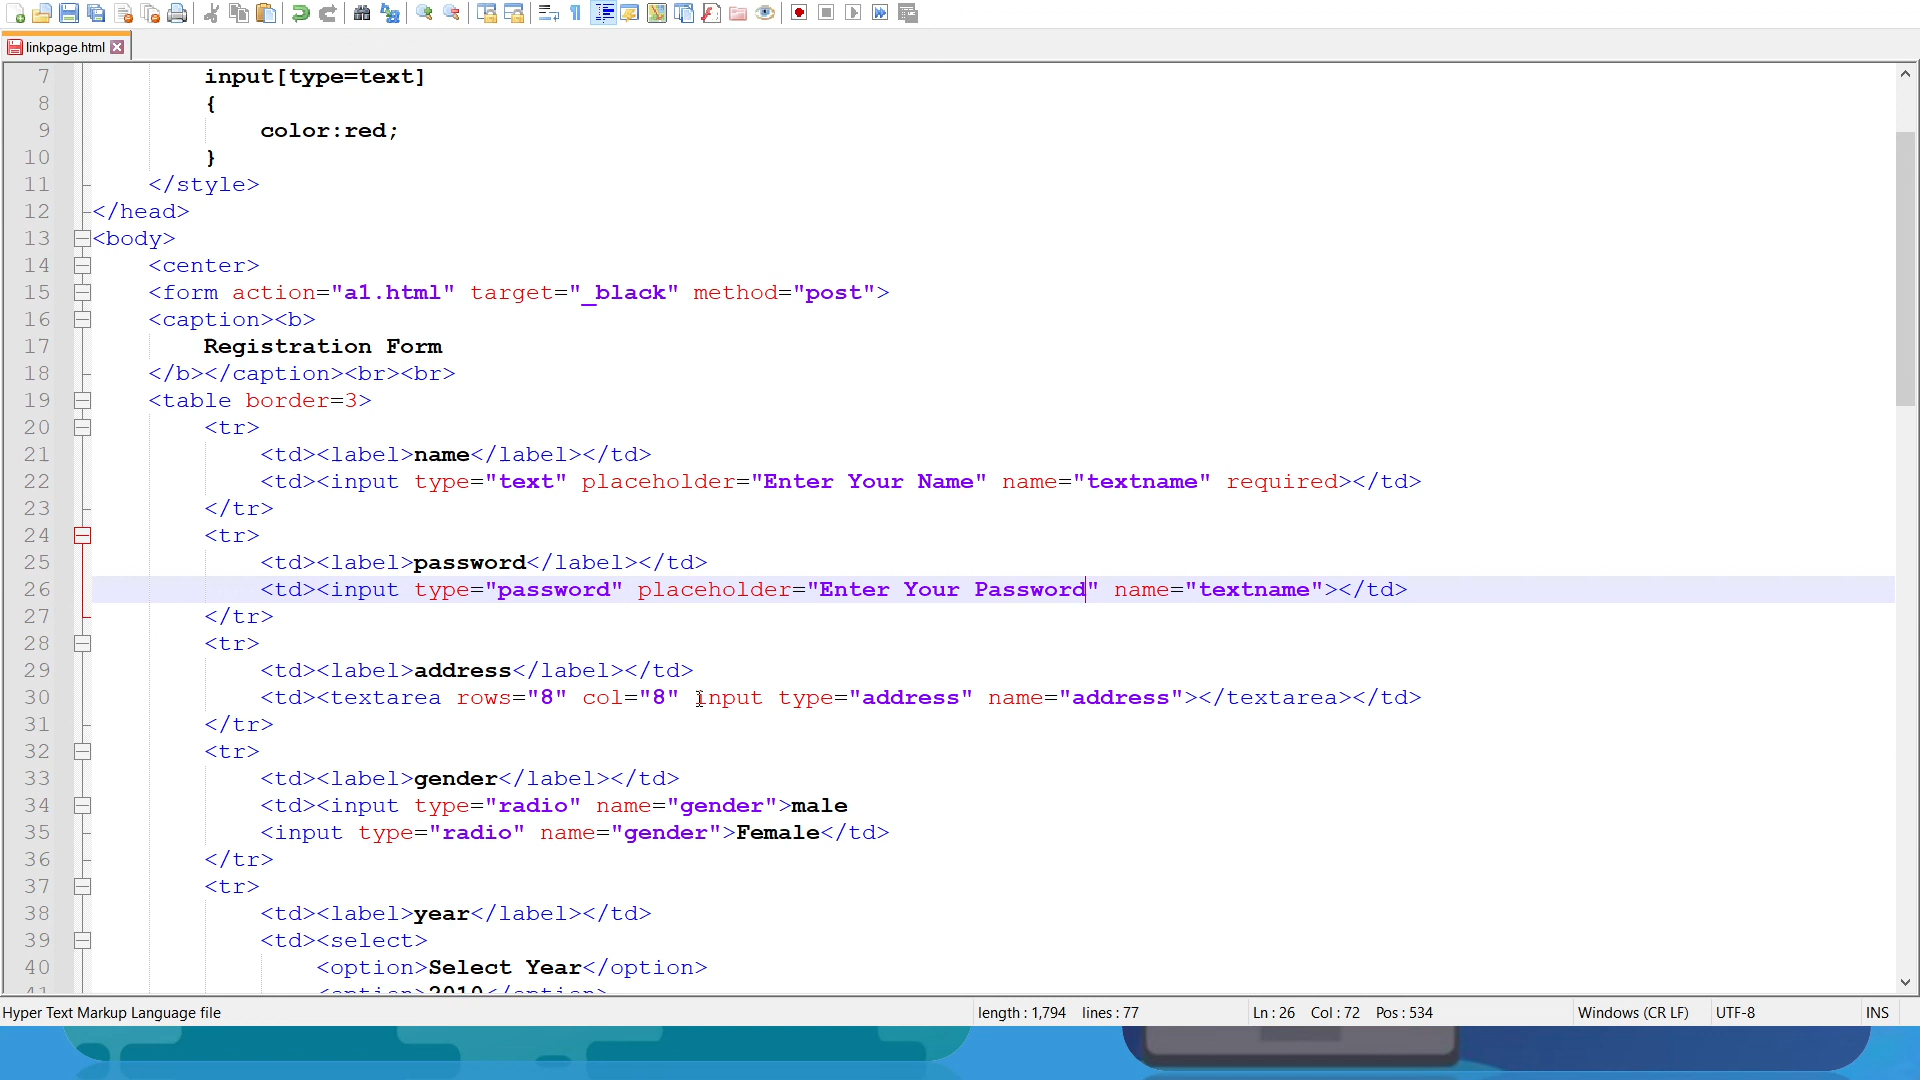 linkpage.html
7 input[type=text]
8 {
9 color:red;
10 }
11 </style>
12 </head>
13 <body>
14 <center>
15 <form action="a1.html" target="_black" method="post">
16 <caption><b>
17 Registration Form
18 </b></caption><br><br>
19 <table border=3>
20 <tr>
21 <td><label>name</label></td>
22 <td><input type="text" placeholder="Enter Your Name" name="textname" required></td>
23 </tr>
24 <tr>
25 <td><label>password</label></td>
26 <td><input type="password" placeholder="Enter Your Password" name="textname"></td>
27 </tr>
28 <tr>
29 <td><label>address</label></td>
30 <td><textarea rows="8" col="8" input type="address" name="address"></textarea></td>
31 </tr>
32 <tr>
33 <td><label>gender</label></td>
34 <td><input type="radio" name="gender">male
35 <input type="radio" name="gender">Female</td>
36 </tr>
37 <tr>
38 <td><label>year</label></td>
39 <td><select>
40 <option>Select Year</option>
41 <option>2010</option>
Hyper Text Markup Language file length : 1,794 lines : 77 Ln : 26 Col : 72 Pos : 534 Windows (CR LF) UTF-8 INS